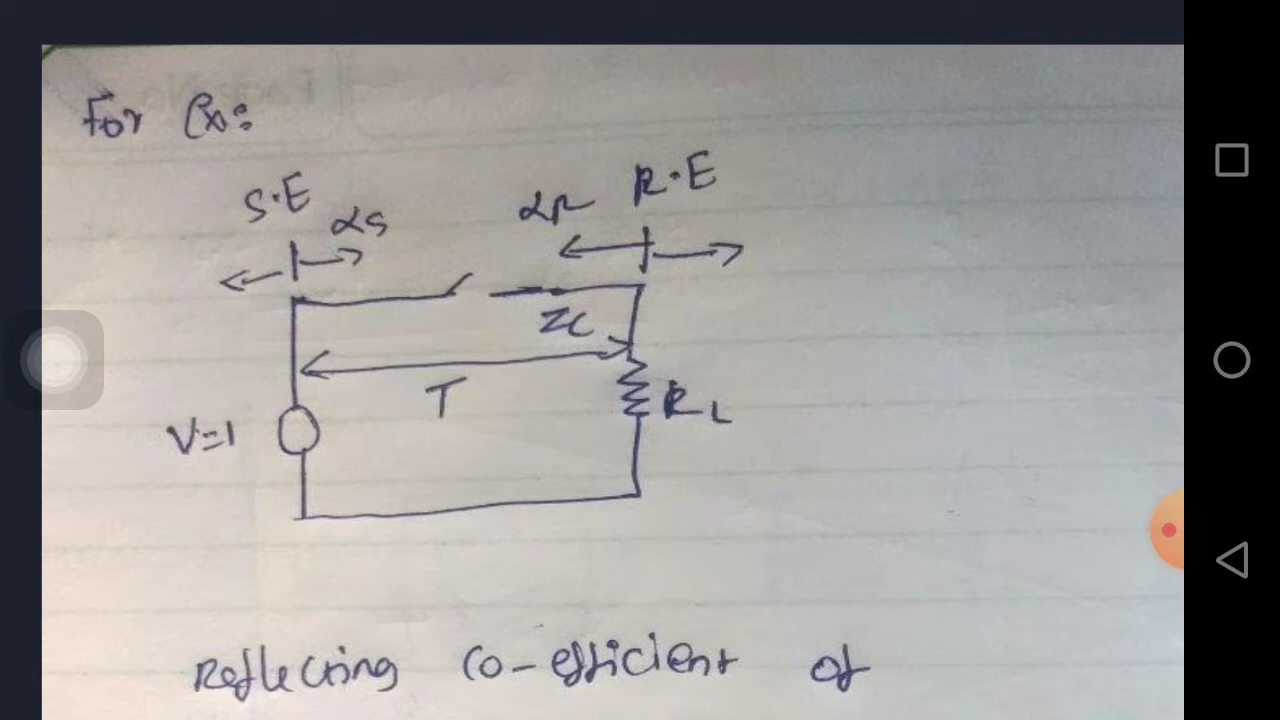 For Ex:
S.E
αs
αR
R.E
ZC
T
RL
V=1
Reflecting Co-efficient of